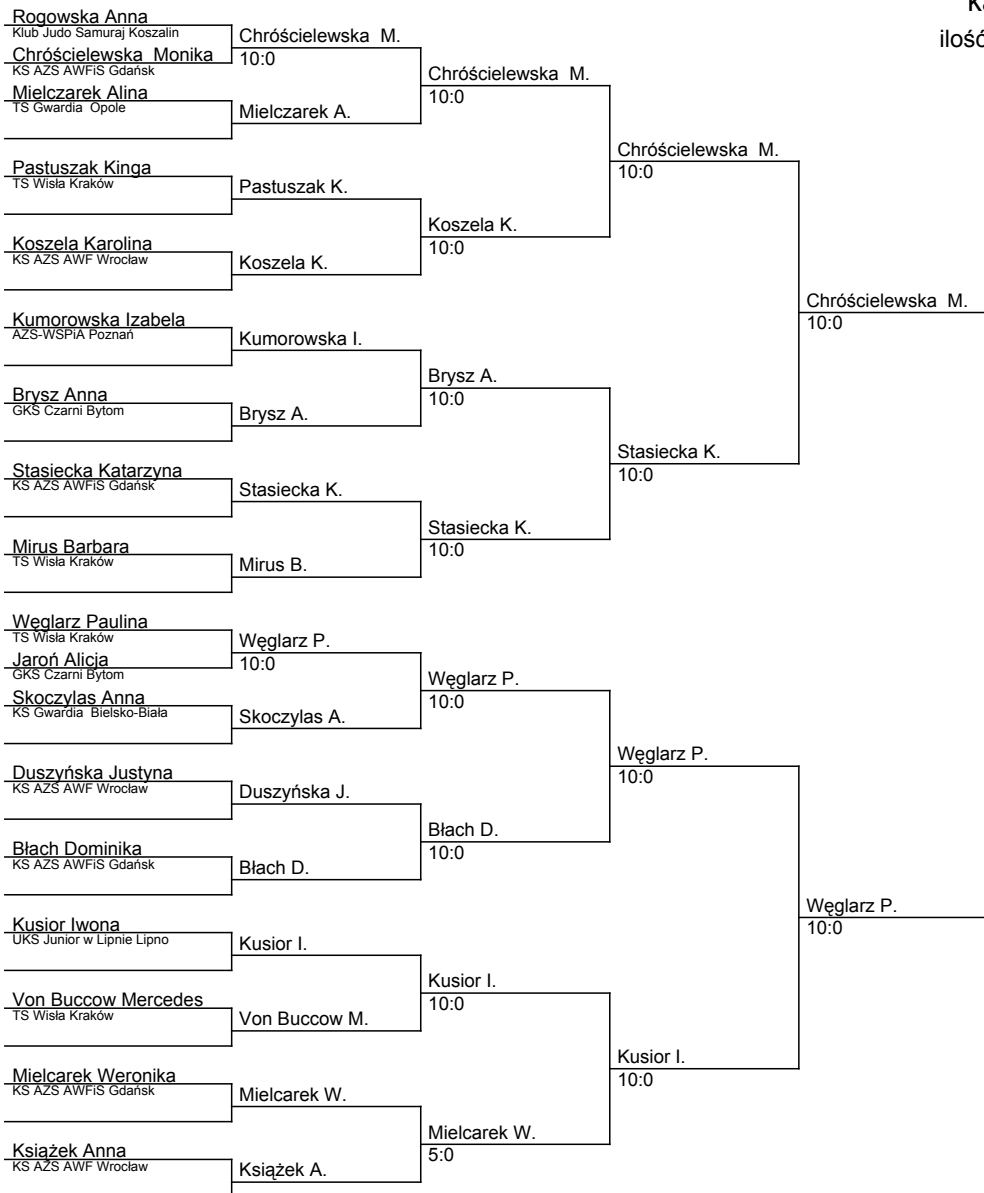 Rogowska Anna
Klub Judo Samuraj Koszalin
Chróścielewska Monika
KS AZS AWFiS Gdańsk
Mielczarek Alina
TS Gwardia Opole
Pastuszak Kinga
TS Wisła Kraków
Koszela Karolina
KS AZS AWF Wrocław
Kumorowska Izabela
AZS-WSPiA Poznań
Brysz Anna
GKS Czarni Bytom
Stasiecka Katarzyna
KS AZS AWFiS Gdańsk
Mirus Barbara
TS Wisła Kraków
Węglarz Paulina
TS Wisła Kraków
Jaroń Alicja
GKS Czarni Bytom
Skoczylas Anna
KS Gwardia Bielsko-Biała
Duszyńska Justyna
KS AZS AWF Wrocław
Błach Dominika
KS AZS AWFiS Gdańsk
Kusior Iwona
UKS Junior w Lipnie Lipno
Von Buccow Mercedes
TS Wisła Kraków
Mielcarek Weronika
KS AZS AWFiS Gdańsk
Książek Anna
KS AZS AWF Wrocław
Chróścielewska M.
10:0
Mielczarek A.
Pastuszak K.
Koszela K.
Kumorowska I.
Brysz A.
Stasiecka K.
Mirus B.
Węglarz P.
10:0
Skoczylas A.
Duszyńska J.
Błach D.
Kusior I.
Von Buccow M.
Mielcarek W.
Książek A.
Chróścielewska M.
10:0
Koszela K.
10:0
Brysz A.
10:0
Stasiecka K.
10:0
Węglarz P.
10:0
Błach D.
10:0
Kusior I.
10:0
Mielcarek W.
5:0
Chróścielewska M.
10:0
Stasiecka K.
10:0
Węglarz P.
10:0
Kusior I.
10:0
Chróścielewska M.
10:0
Węglarz P.
10:0
ilość